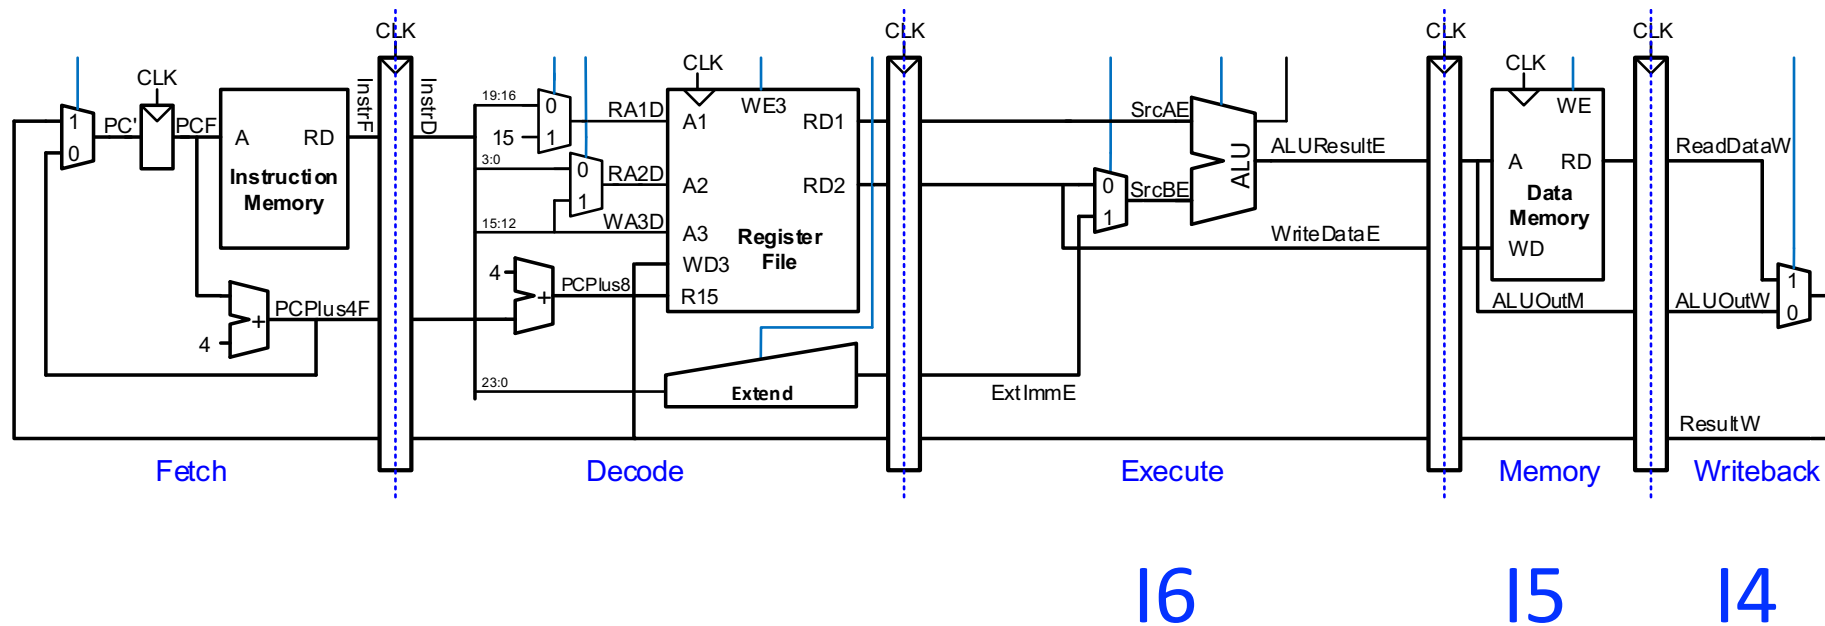 CLK CLK CLK CLK
CLK CLK CLK
1
0
PC'
PCF
A RD
Instruction
Memory
InstrF
InstrD
PCPlus4F
+
4
19:16
0
15
1
RA1D
3:0
0
1
RA2D
15:12
WA3D
4
+
PCPlus8
23:0
WE3
A1 RD1
A2 RD2
A3
Register
File
WD3
R15
Extend
SrcAE
0
1
SrcBE
ALU
ALUResultE
WriteDataE
ExtImmE
WE
A RD
Data
Memory
WD
ALUOutM
ReadDataW
ALUOutW
1
0
ResultW
Fetch Decode Execute Memory Writeback
I6 I5 I4